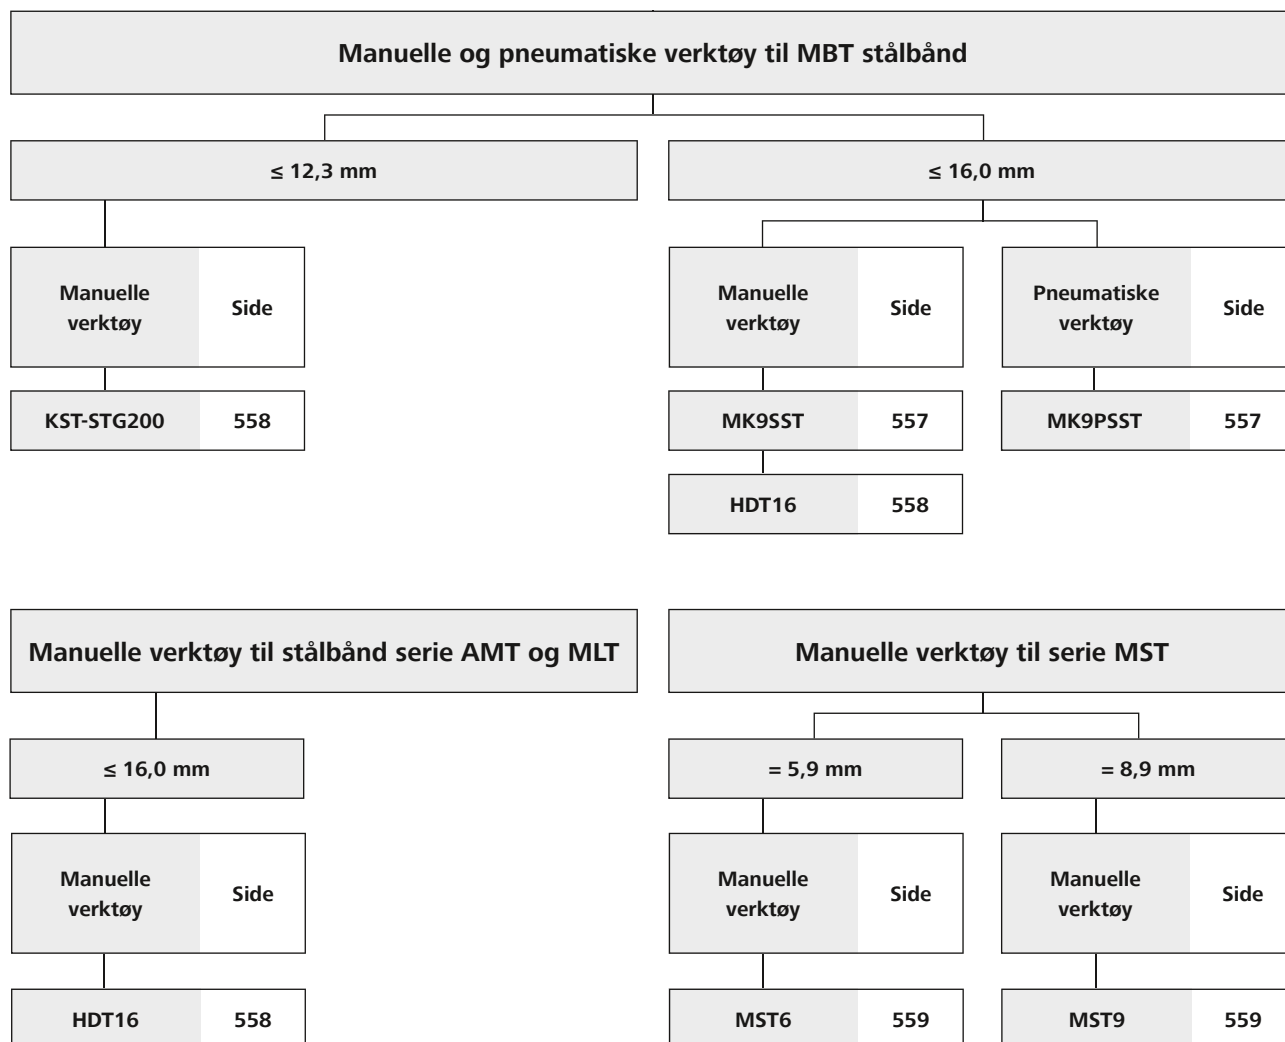 Manuelle og pneumatiske verktøy til MBT stålbånd
≤ 12,3 mm
≤ 16,0 mm
Manuelle
verktøy
Side
Manuelle
verktøy
Side
Pneumatiske
verktøy
Side
KST-STG200
558
MK9SST
557
MK9PSST
557
HDT16
558
Manuelle verktøy til stålbånd serie AMT og MLT
Manuelle verktøy til serie MST
≤ 16,0 mm
= 5,9 mm
= 8,9 mm
Manuelle
verktøy
Side
Manuelle
verktøy
Side
Manuelle
verktøy
Side
HDT16
558
MST6
559
MST9
559